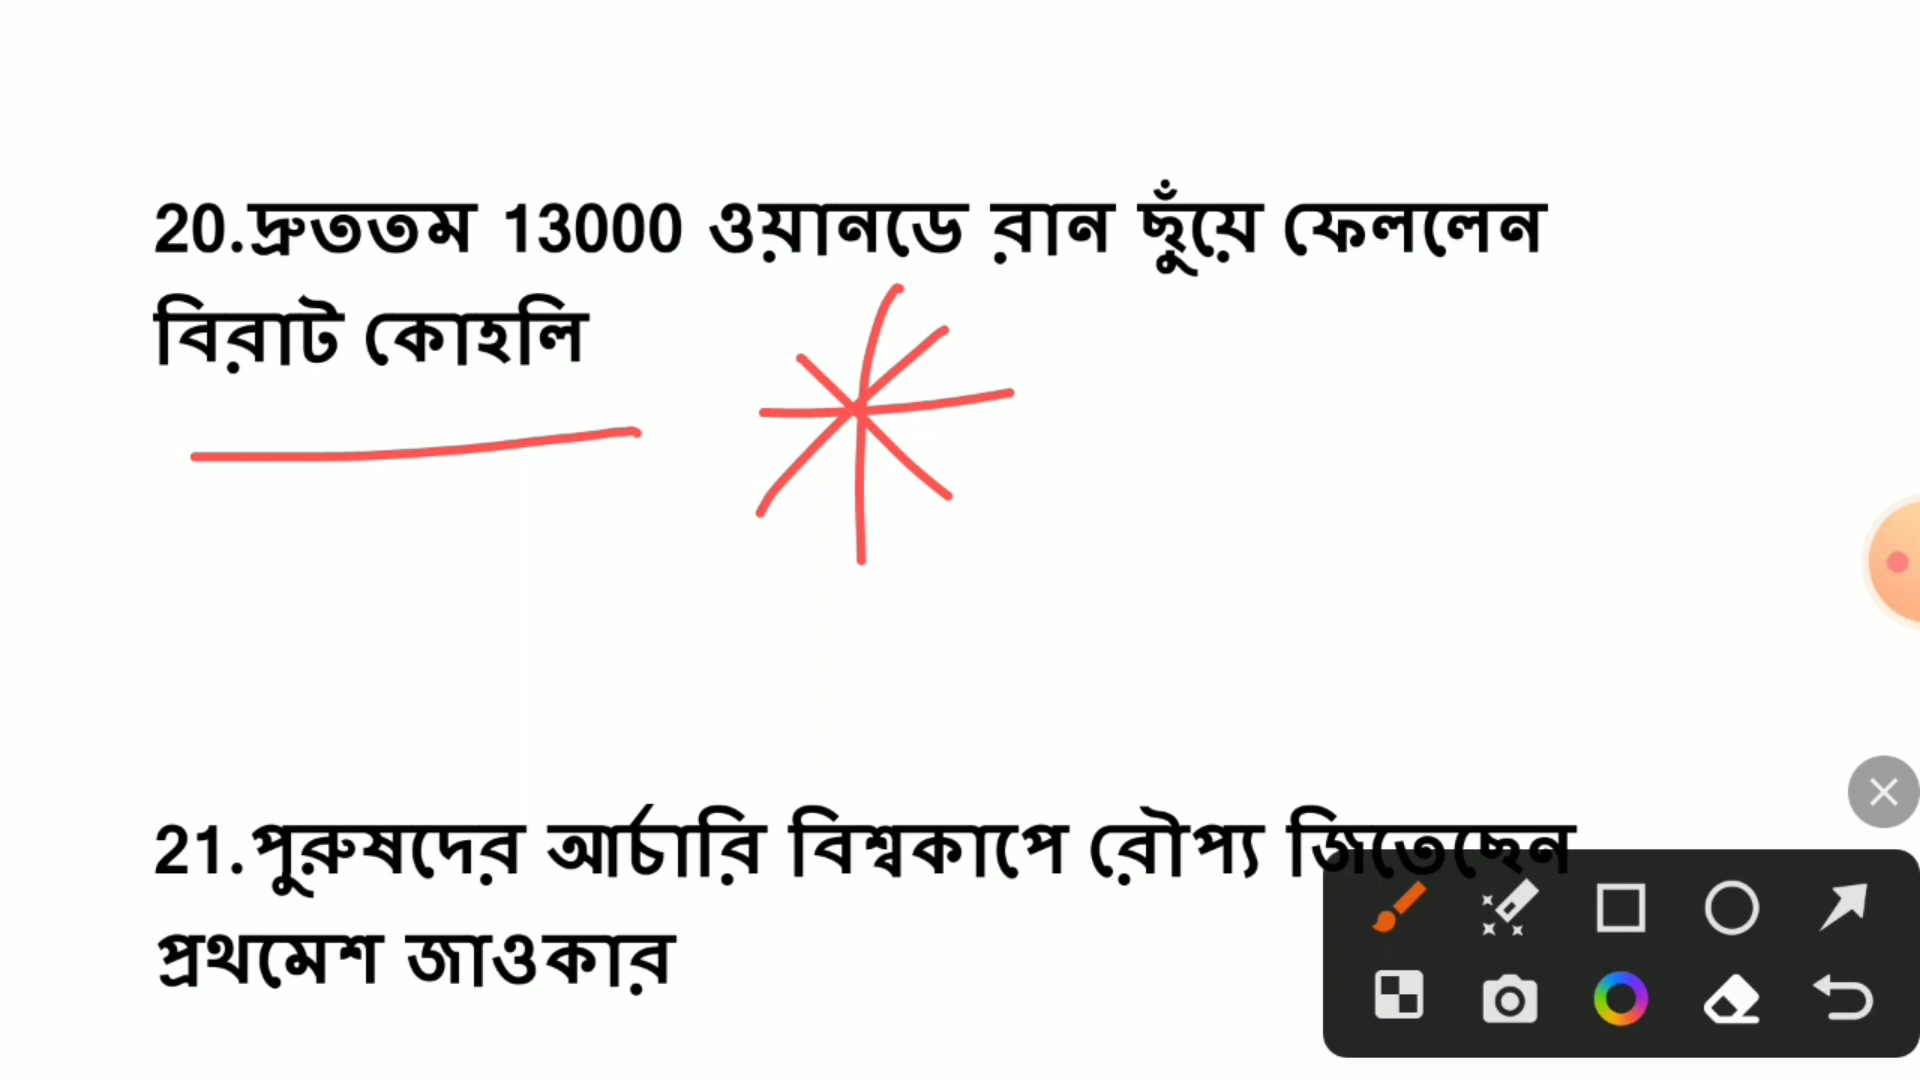 20.দ্রুততম 13000 ওয়ানডে রান ছুঁয়ে ফেললেন
বিরাট কোহলি
21.পুরুষদের আর্চারি বিশ্বকাপে রৌপ্য জিতেছেন
প্রথমেশ জাওকার